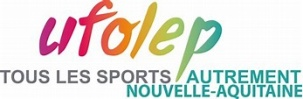 ufolep
TOUS LES SPORTS AUTREMENT
NOUVELLE-AQUITAINE